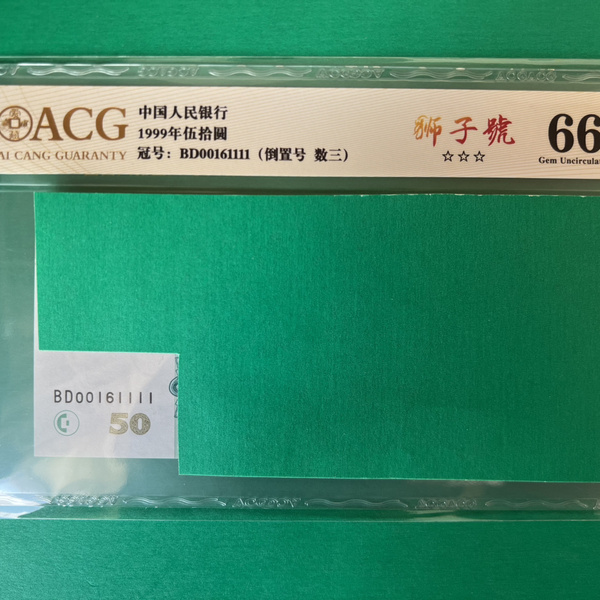 ACG
AI CANG GUARANTY
中国人民银行
1999年伍拾圓
冠号：BD00161111（倒置号 数三）
狮子號
☆☆☆
66
Gem Uncircula
BD00161111
50